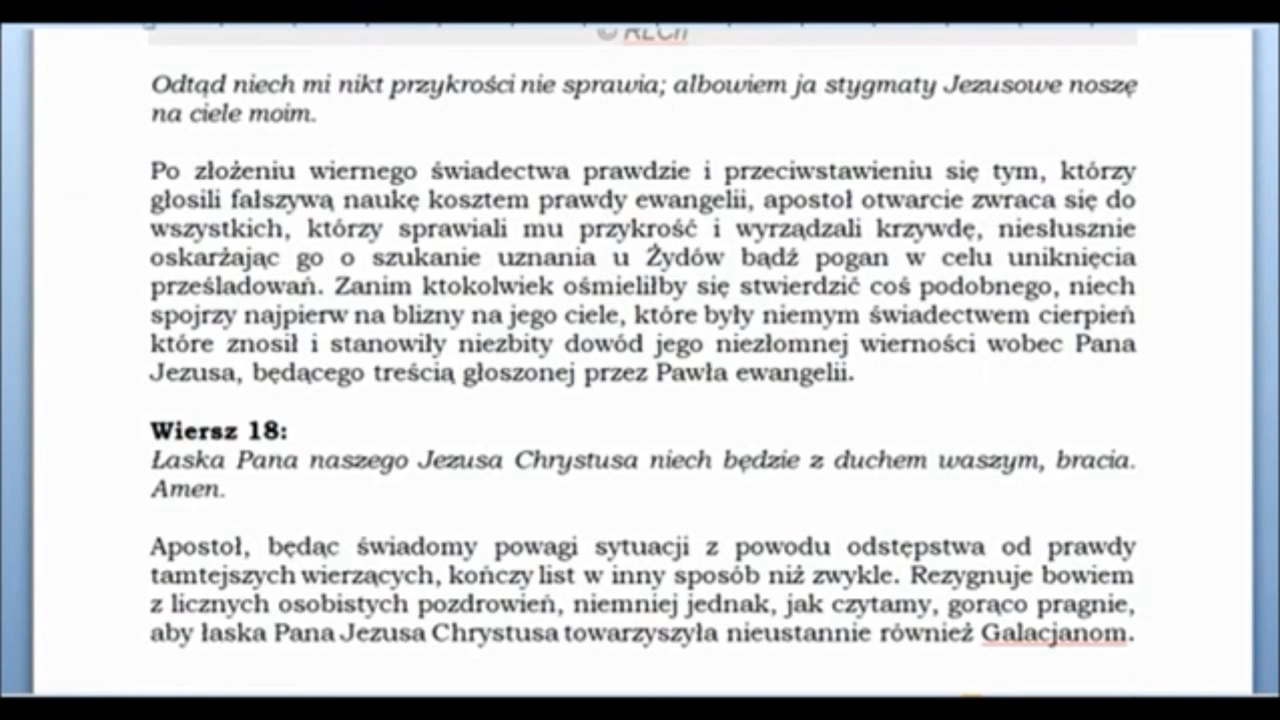 Odtąd niech mi nikt przykrości nie sprawia; albowiem ja stygmaty Jezusowe noszę
na ciele moim.
Po złożeniu wiernego świadectwa prawdzie i przeciwstawieniu się tym, którzy
głosili fałszywą naukę kosztem prawdy ewangelii, apostoł otwarcie zwraca się do
wszystkich, którzy sprawiali mu przykrość i wyrządzali krzywdę, niesłusznie
oskarżając go o szukanie uznania u Żydów bądź pogan w celu uniknięcia
prześladowań. Zanim ktokolwiek ośmieliłby się stwierdzić coś podobnego, niech
spojrzy najpierw na blizny na jego ciele, które były niemym świadectwem cierpień
które znosił i stanowiły niezbity dowód jego niezłomnej wierności wobec Pana
Jezusa, będącego treścią głoszonej przez Pawła ewangelii.
Wiersz 18:
Łaska Pana naszego Jezusa Chrystusa niech będzie z duchem waszym, bracia.
Amen.
Apostoł, będąc świadomy powagi sytuacji z powodu odstępstwa od prawdy
tamtejszych wierzących, kończy list w inny sposób niż zwykle. Rezygnuje bowiem
z licznych osobistych pozdrowień, niemniej jednak, jak czytamy, gorąco pragnie,
aby łaska Pana Jezusa Chrystusa towarzyszyła nieustannie również Galacjanom.